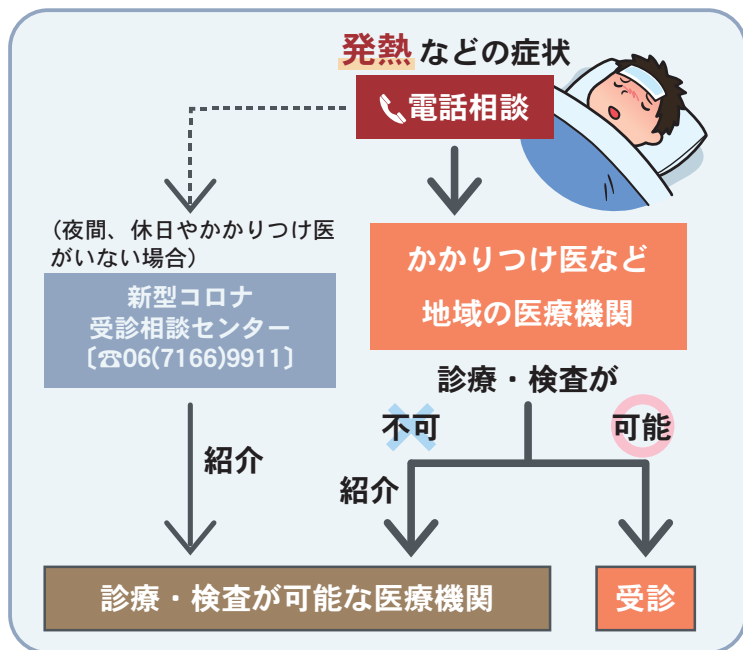 発熱などの症状
電話相談
(夜間、休日やかかりつけ医
がいない場合)
新型コロナ
受診相談センター
〔☎06(7166)9911〕
かかりつけ医など
地域の医療機関
診療・検査が
不可
可能
紹介
紹介
診療・検査が可能な医療機関
受診